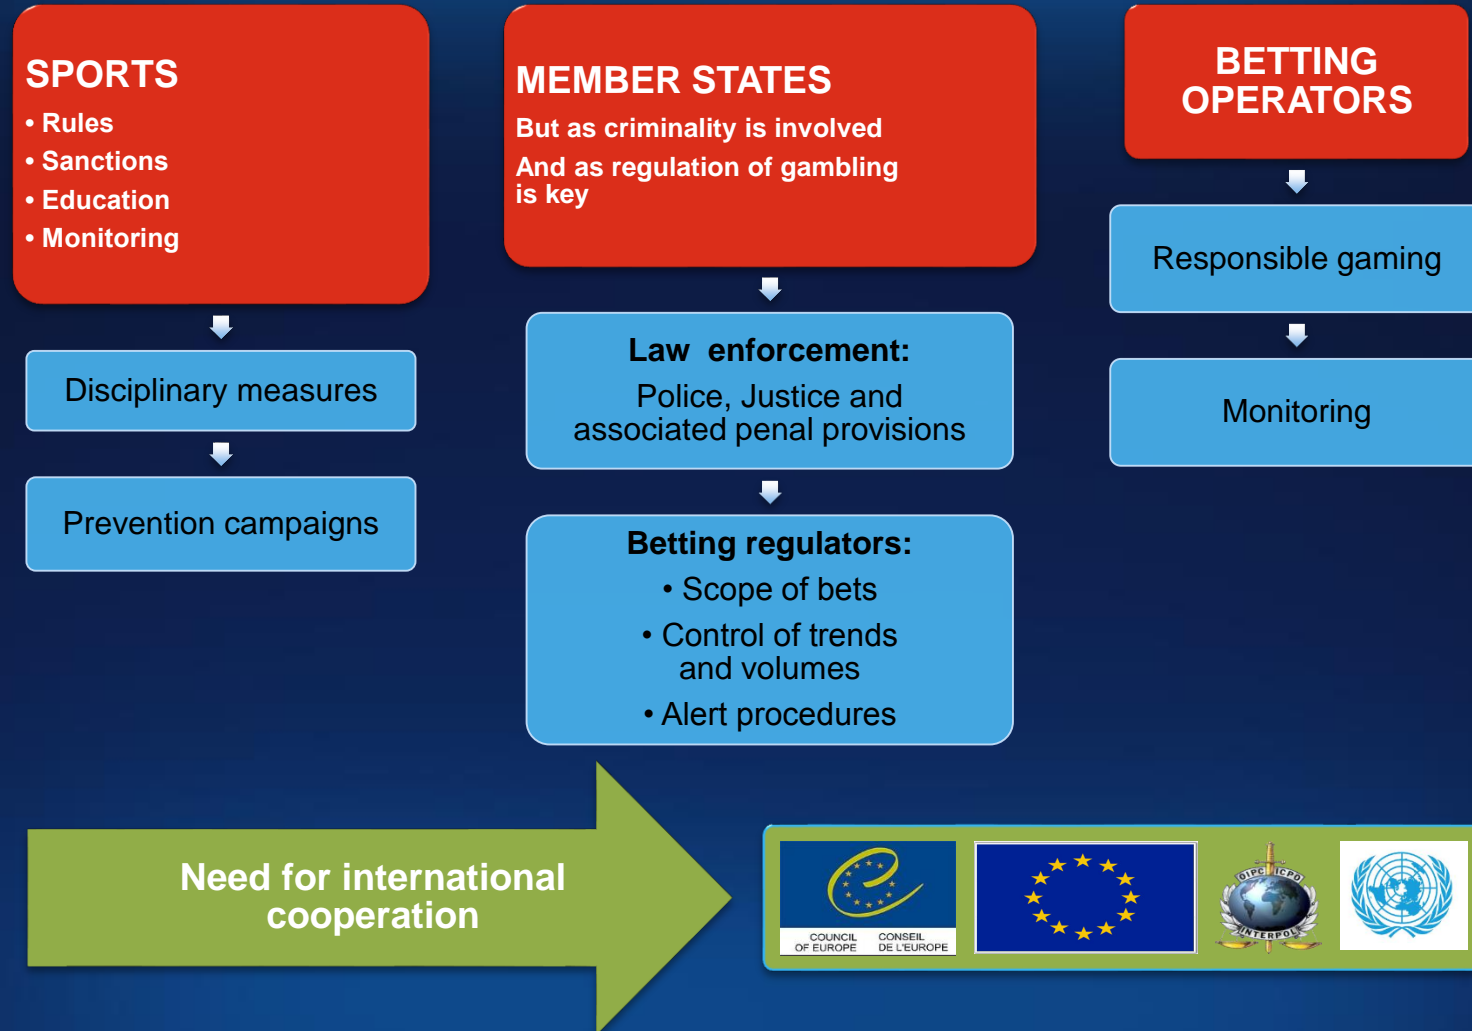 SPORTS
• Rules
• Sanctions
• Education
• Monitoring
Disciplinary measures
Prevention campaigns
MEMBER STATES
But as criminality is involved
And as regulation of gambling
is key
Law enforcement:
Police, Justice and
associated penal provisions
Betting regulators:
• Scope of bets
• Control of trends
and volumes
• Alert procedures
BETTING
OPERATORS
Responsible gaming
Monitoring
Need for international
cooperation
COUNCIL CONSEIL
OF EUROPE DE L'EUROPE
OIPC ICPO
INTERPOL